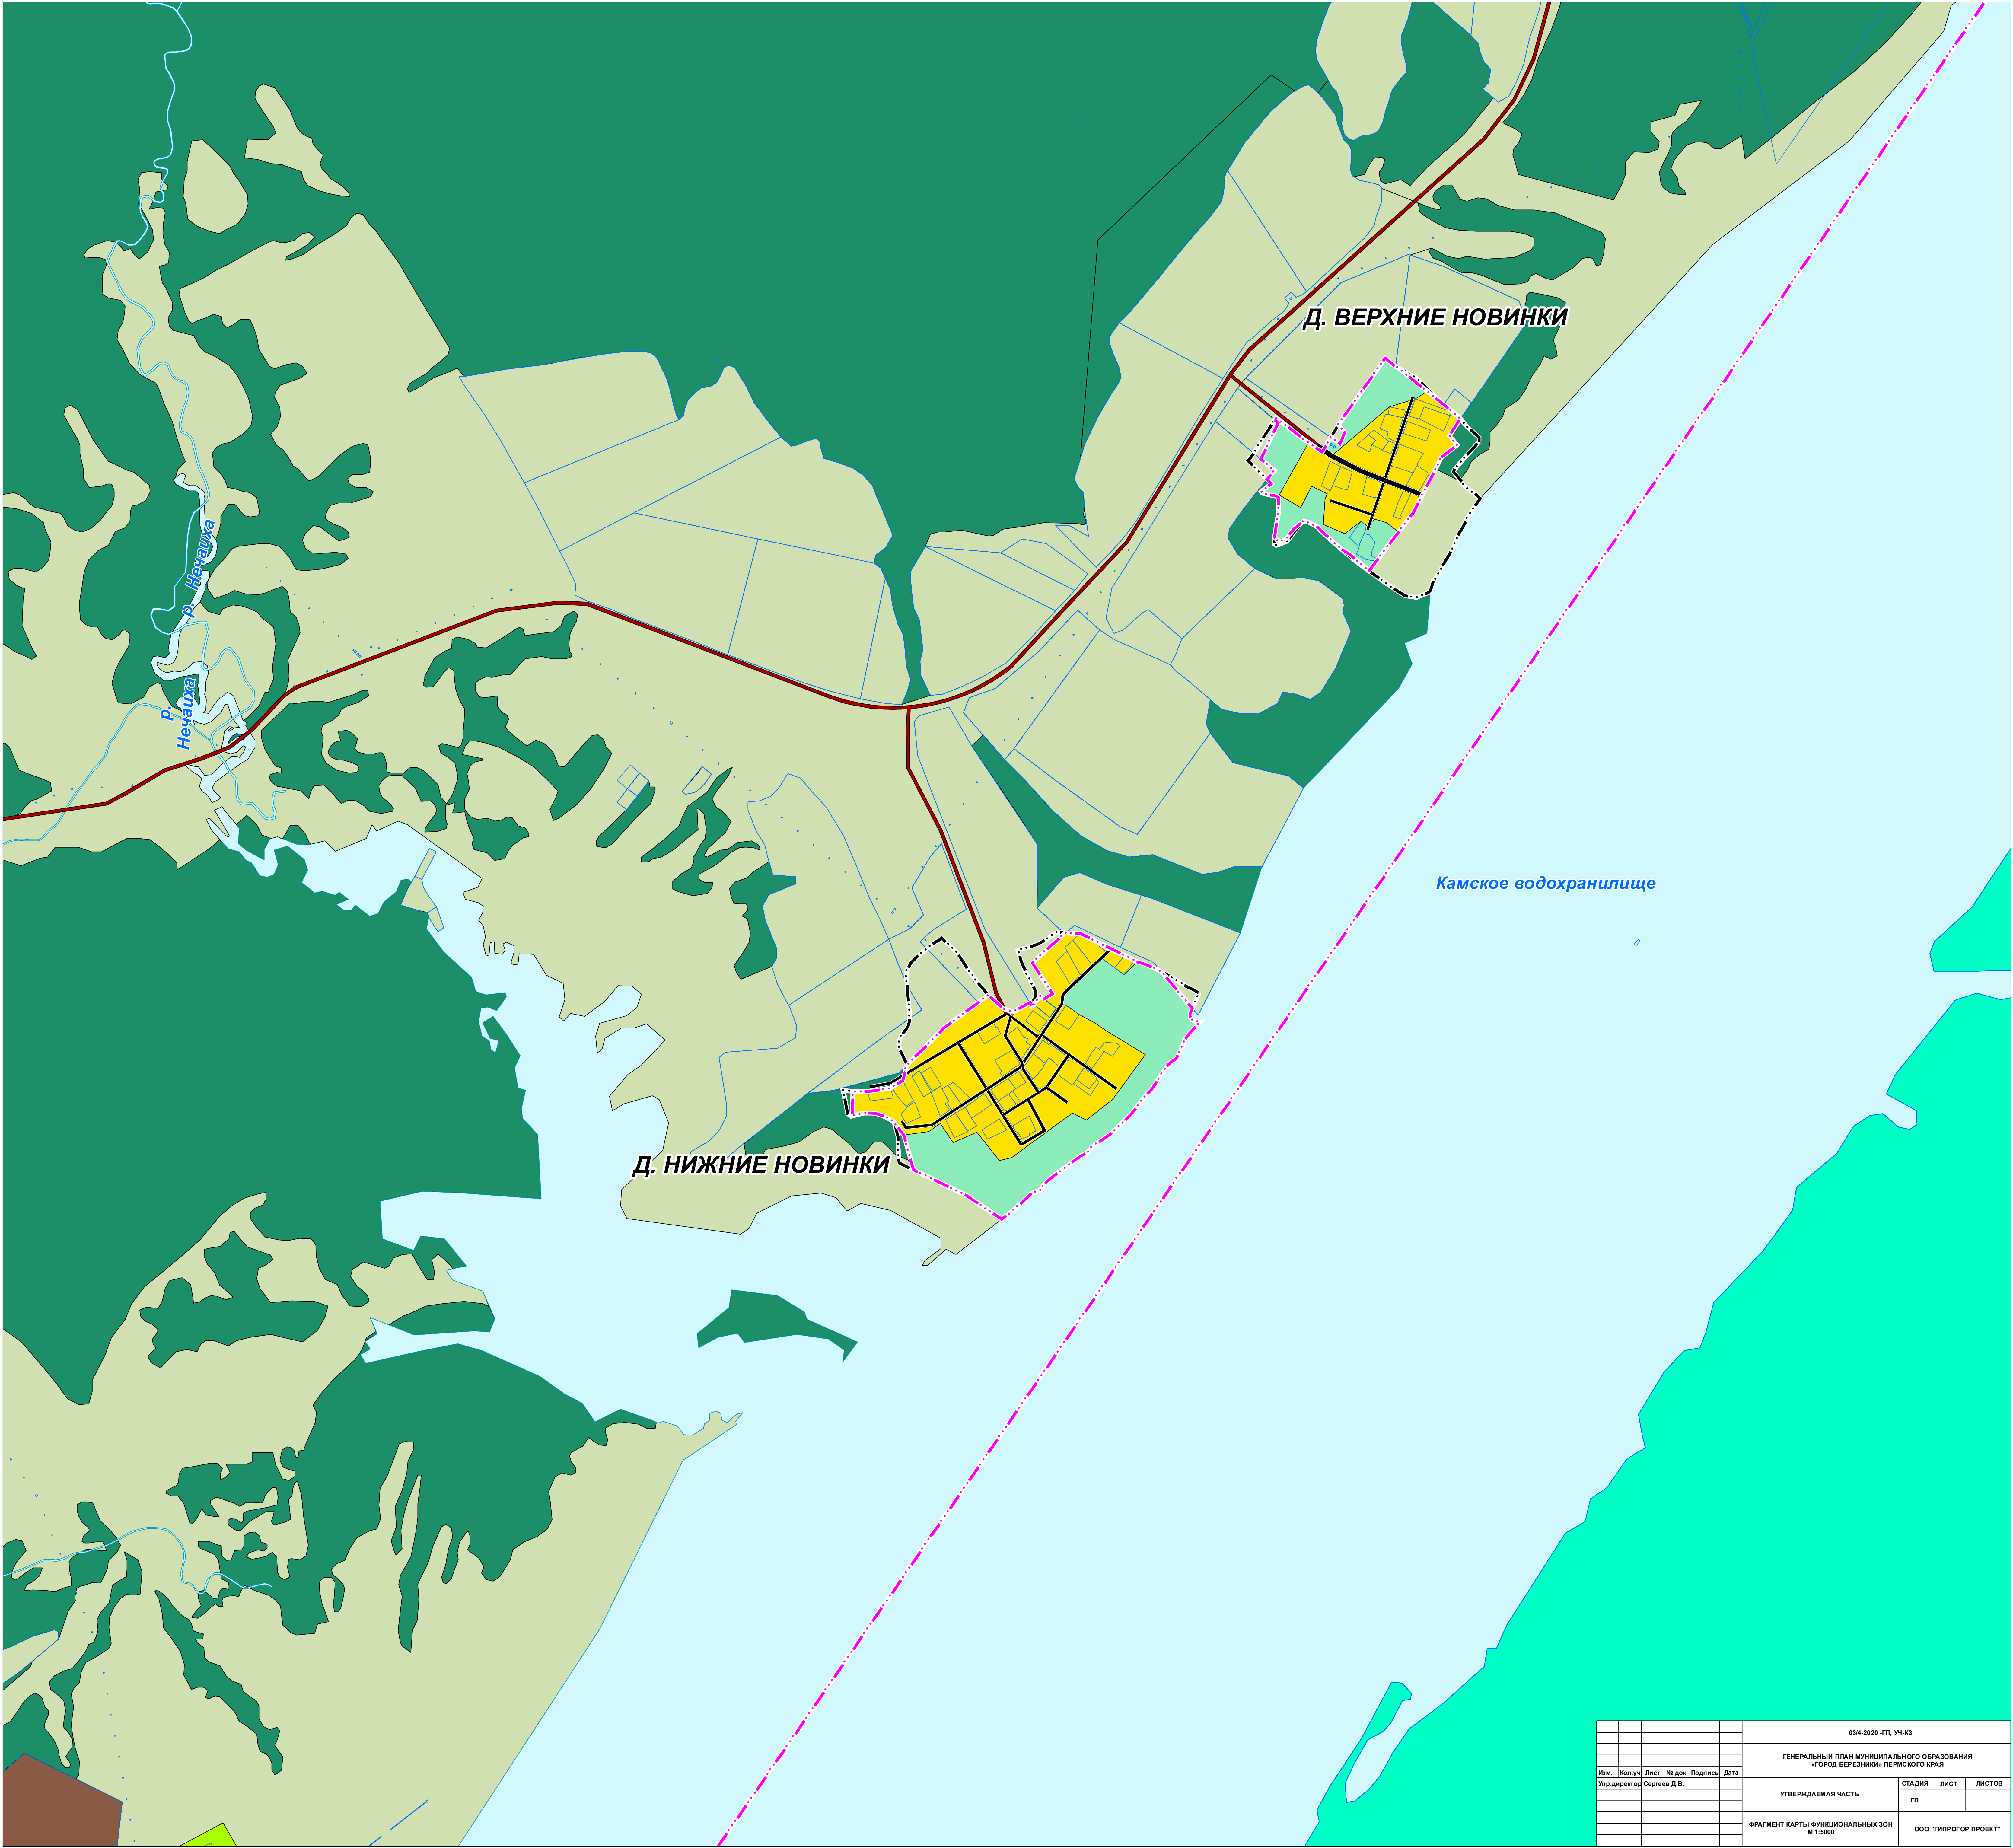 Д. ВЕРХНИЕ НОВИНКИ
р. Нечаиха
р.
Нечаиха
Камское водохранилище
Д. НИЖНИЕ НОВИНКИ
03/4-2020 -ГП, УЧ-КЗ
ГЕНЕРАЛЬНЫЙ ПЛАН МУНИЦИПАЛЬНОГО ОБРАЗОВАНИЯ
«ГОРОД БЕРЕЗНИКИ» ПЕРМСКОГО КРАЯ
Изм. Кол.уч Лист № док Подпись Дата
Упр.директор Сергеев Д.В.
УТВЕРЖДАЕМАЯ ЧАСТЬ
СТАДИЯ ЛИСТ ЛИСТОВ
ГП
ФРАГМЕНТ КАРТЫ ФУНКЦИОНАЛЬНЫХ ЗОН
М 1:5000
ООО "ГИПРОГОР ПРОЕКТ"